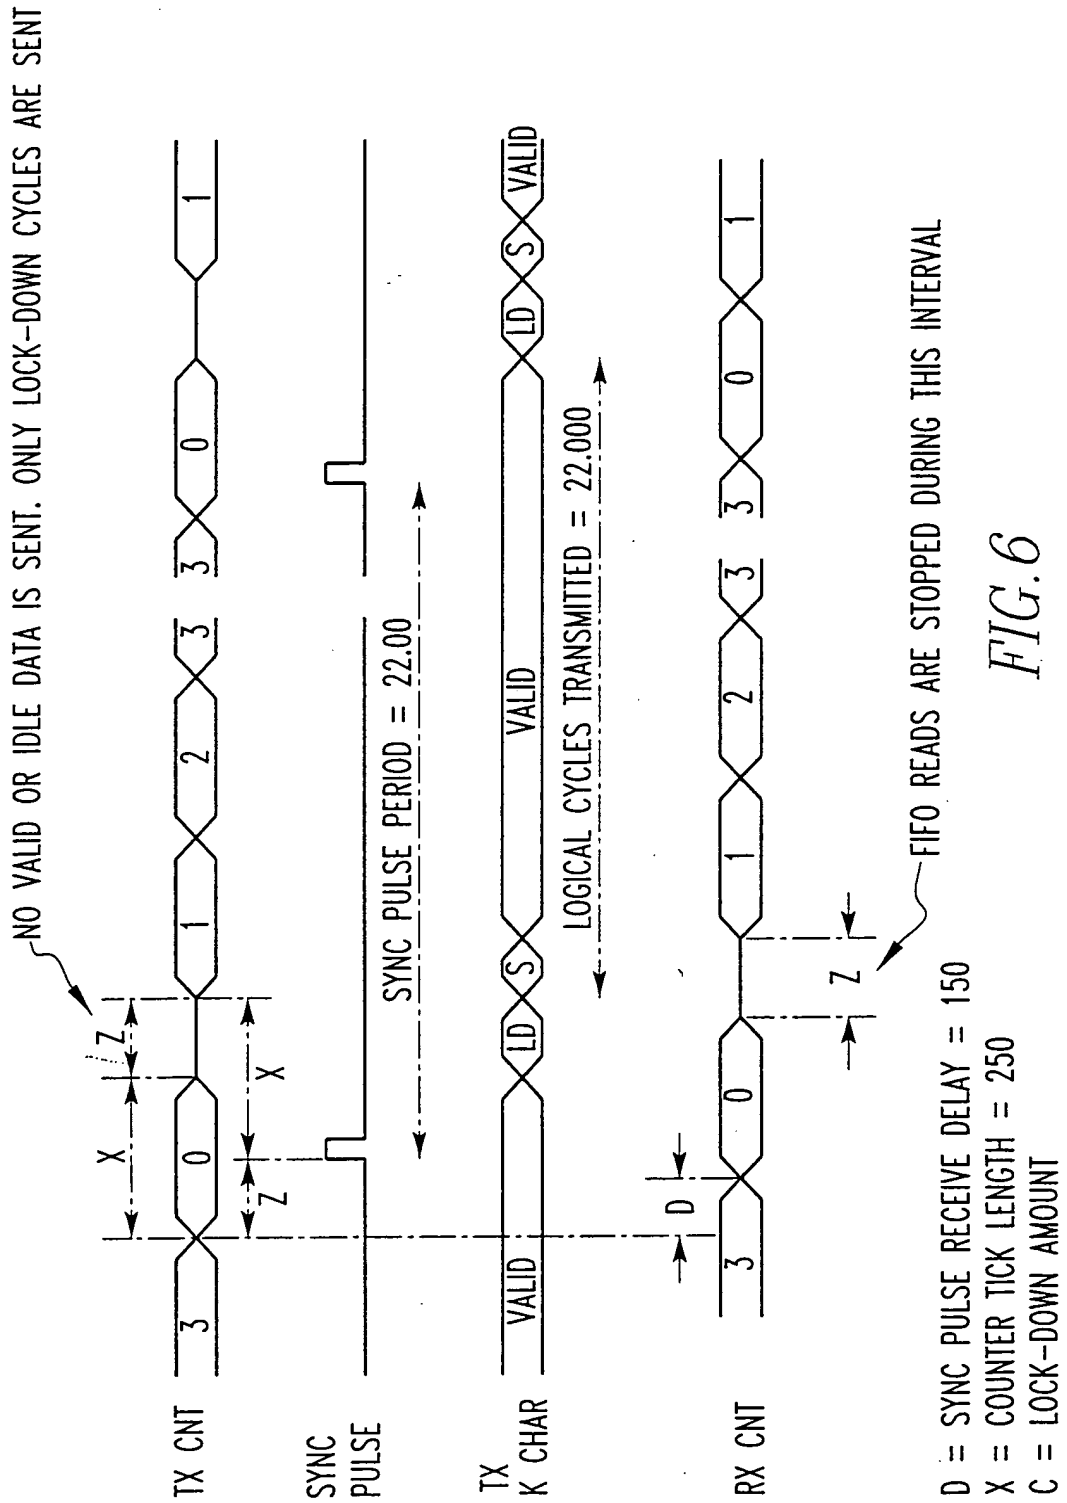 NO VALID OR IDLE DATA IS SENT. ONLY LOCK-DOWN CYCLES ARE SENT
X Z
TX CNT 3 0 1 2 3 3 0 1
Z X
SYNC
PULSE
SYNC PULSE PERIOD = 22.00
TX
K CHAR VALID LD S VALID LD S VALID
LOGICAL CYCLES TRANSMITTED = 22.000
D
RX CNT 3 0 1 2 3 3 0 1
Z
FIFO READS ARE STOPPED DURING THIS INTERVAL
D = SYNC PULSE RECEIVE DELAY = 150
X = COUNTER TICK LENGTH = 250
C = LOCK-DOWN AMOUNT
FIG. 6